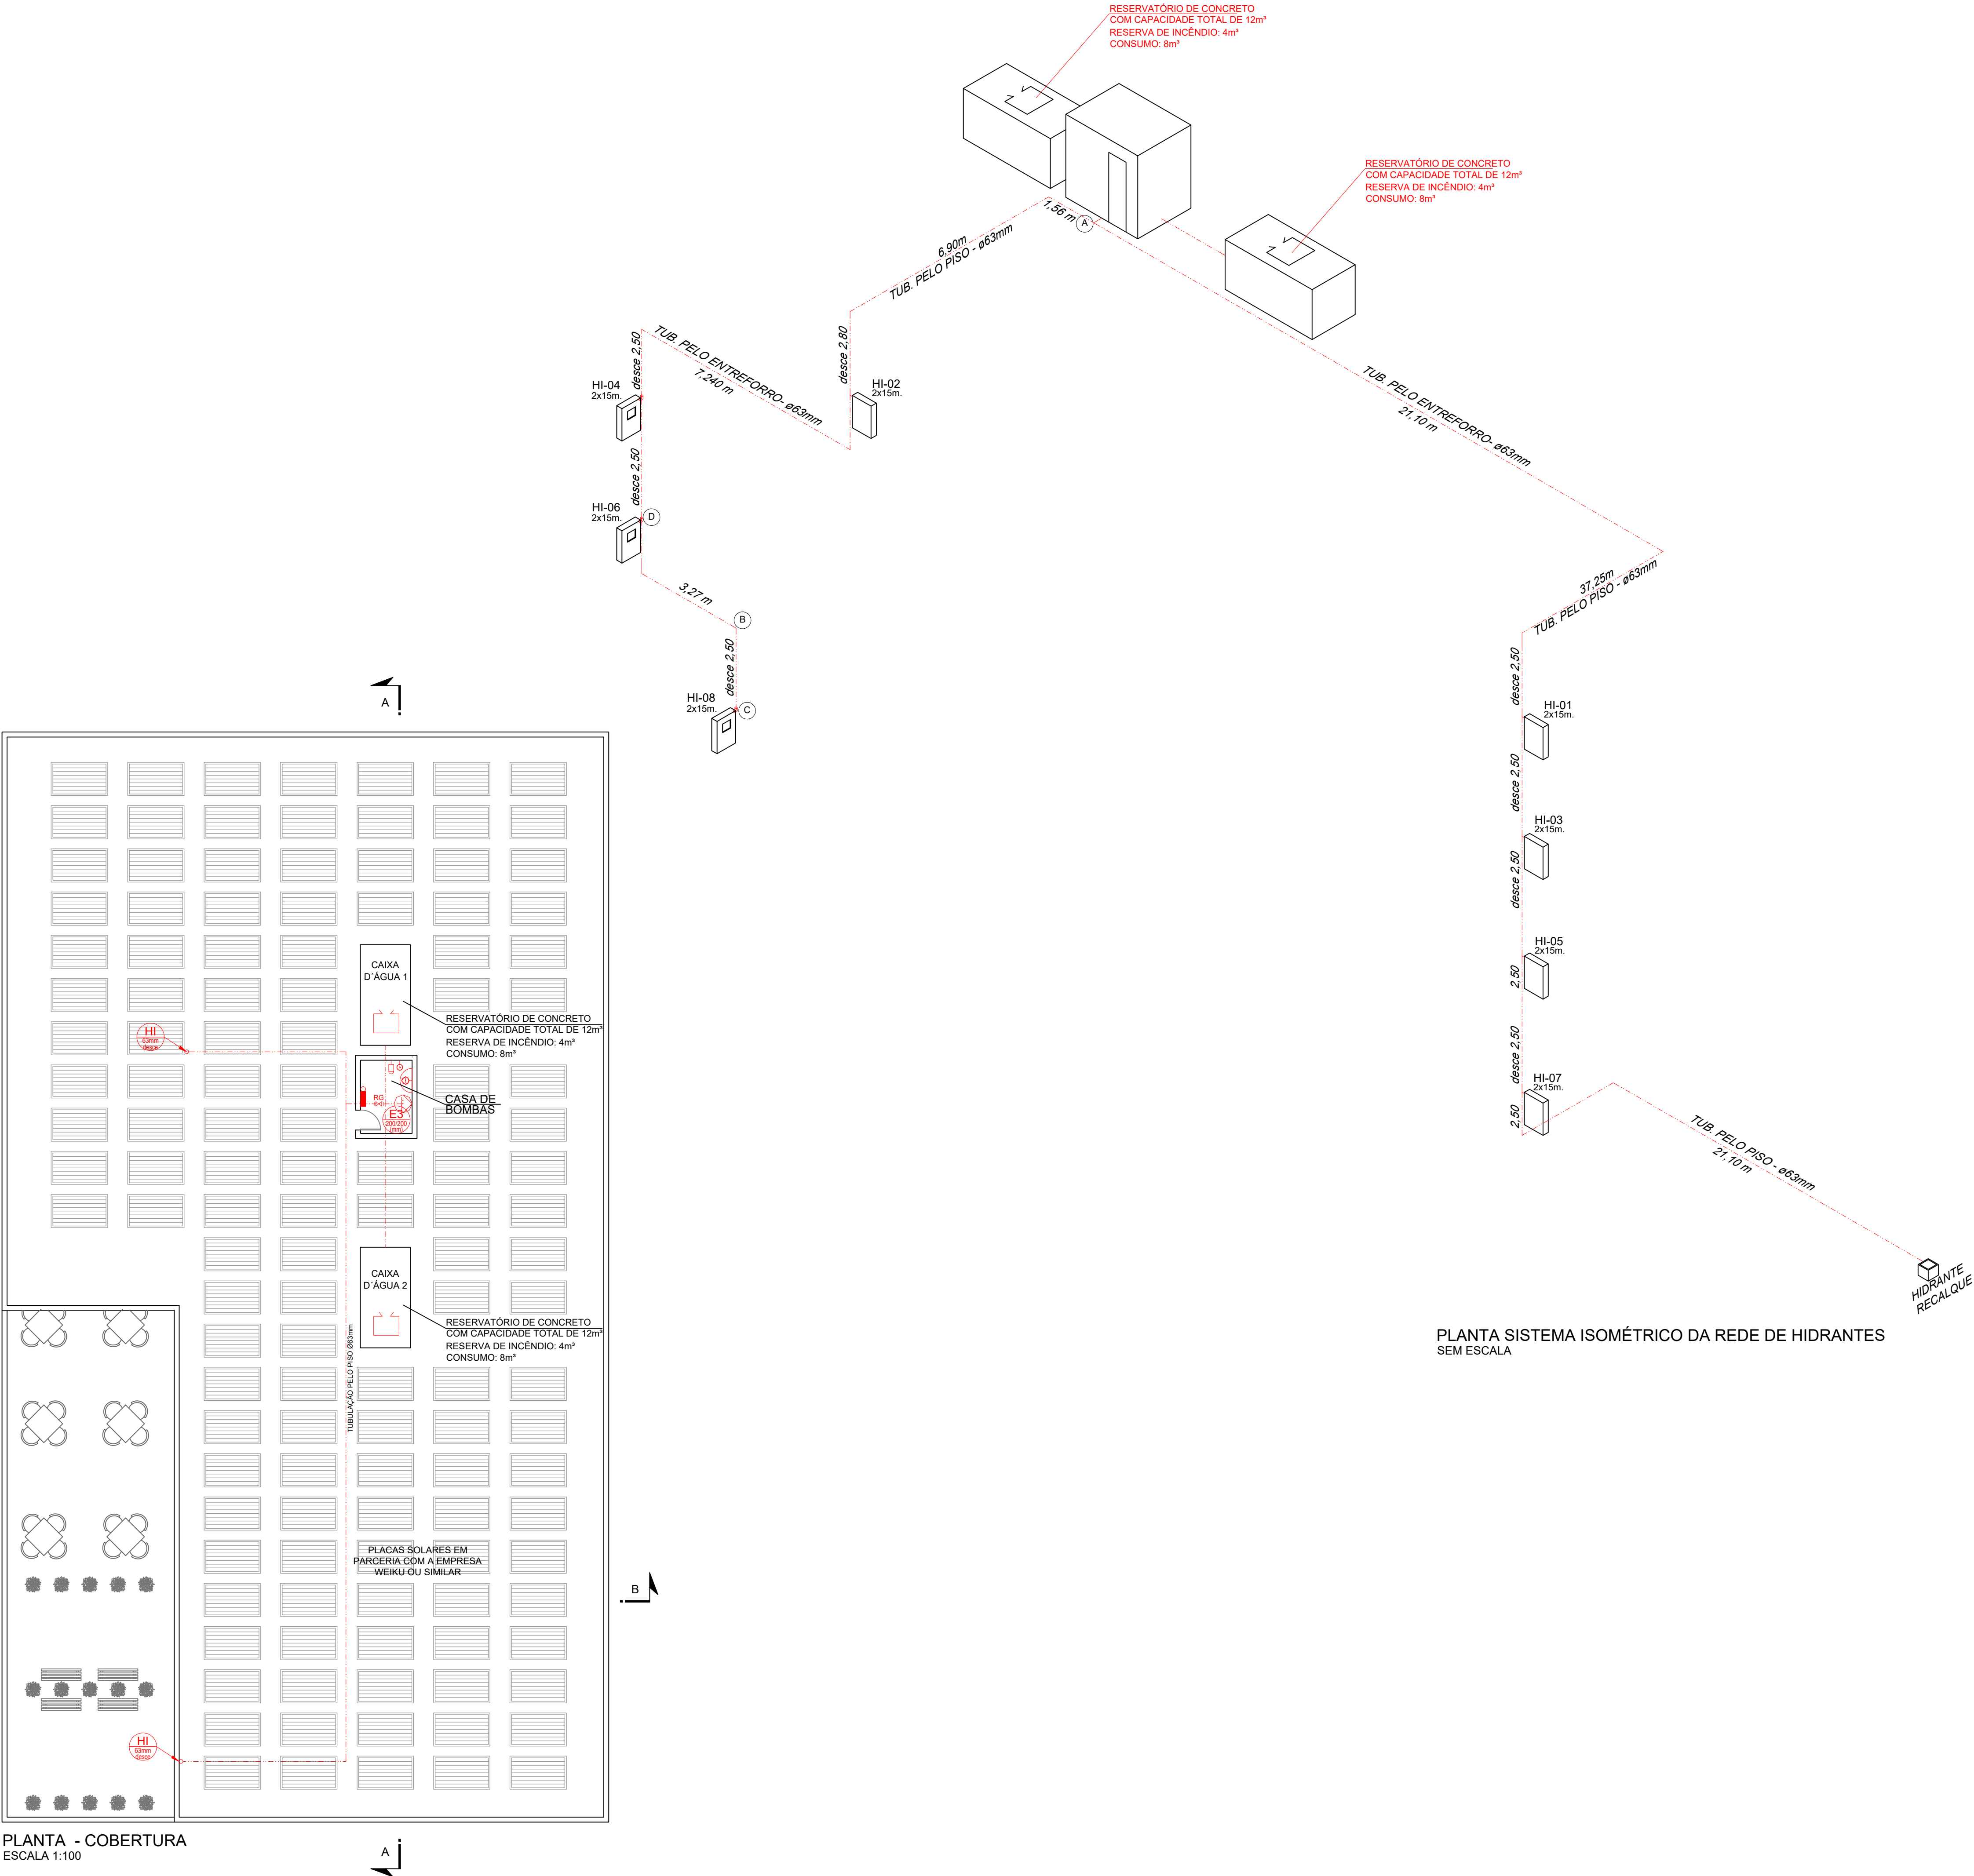 RESERVATÓRIO DE CONCRETO
COM CAPACIDADE TOTAL DE 12m³
RESERVA DE INCÊNDIO: 4m³
CONSUMO: 8m³
RESERVATÓRIO DE CONCRETO
COM CAPACIDADE TOTAL DE 12m³
RESERVA DE INCÊNDIO: 4m³
CONSUMO: 8m³
1,56 m
A
6,90m
TUB. PELO PISO - ø63mm
desce 2,80
HI-02
2x15m.
TUB. PELO ENTREFORRO- ø63mm
7,240 m
desce 2,50
HI-04
2x15m.
desce 2,50
HI-06
2x15m.
D
3,27 m
B
desce 2,50
HI-08
2x15m.
C
TUB. PELO ENTREFORRO- ø63mm
21,10 m
37,25m
TUB. PELO PISO - ø63mm
desce 2,50
HI-01
2x15m.
desce 2,50
HI-03
2x15m.
desce 2,50
HI-05
2x15m.
2,50
desce 2,50
HI-07
2x15m.
2,50
TUB. PELO PISO - ø63mm
21,10 m
HIDRANTE
RECALQUE
PLANTA SISTEMA ISOMÉTRICO DA REDE DE HIDRANTES
SEM ESCALA
A
CAIXA
D´ÁGUA 1
RESERVATÓRIO DE CONCRETO
COM CAPACIDADE TOTAL DE 12m³
RESERVA DE INCÊNDIO: 4m³
CONSUMO: 8m³
HI
63mm
desce
RG
E3
200/200
(mm)
CASA DE
BOMBAS
CAIXA
D´ÁGUA 2
RESERVATÓRIO DE CONCRETO
COM CAPACIDADE TOTAL DE 12m³
RESERVA DE INCÊNDIO: 4m³
CONSUMO: 8m³
TUBULAÇÃO PELO PISO Ø63mm
PLACAS SOLARES EM
PARCERIA COM A EMPRESA
WEIKU OU SIMILAR
B
HI
63mm
desce
PLANTA - COBERTURA
ESCALA 1:100
A